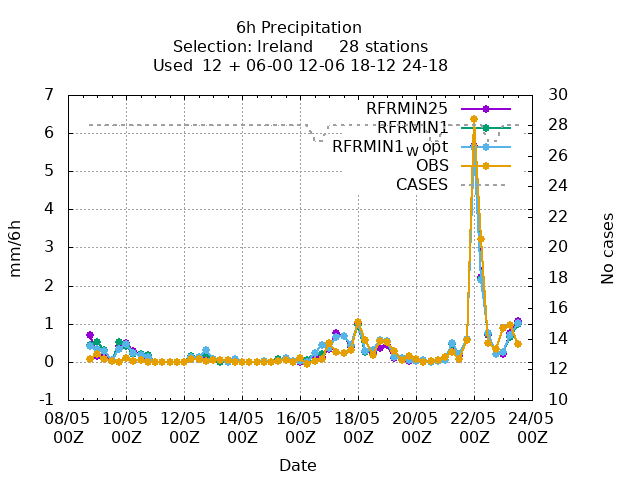 6h Precipitation
Selection: Ireland 28 stations
Used 12 + 06-00 12-06 18-12 24-18
RFRMIN25
RFRMIN1
RFRMIN1w opt
OBS
CASES
mm/6h
7
6
5
4
3
2
1
0
-1
No cases
30
28
26
24
22
20
18
16
14
12
10
08/05 10/05 12/05 14/05 16/05 18/05 20/05 22/05 24/05
00Z 00Z 00Z 00Z 00Z 00Z 00Z 00Z 00Z
Date